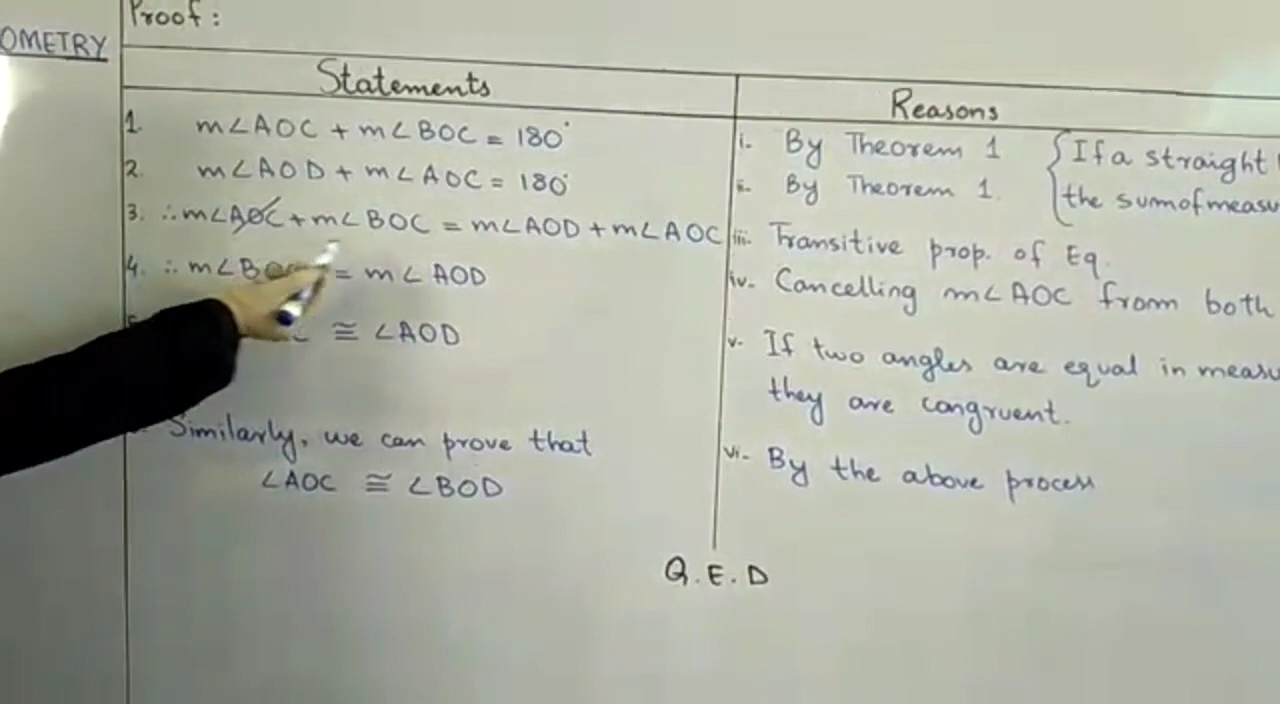 Proof:
OMETRY
Statements
Reasons
1. m∠AOC + m∠BOC = 180°
i. By Theorem 1 {If a straight
2. m∠AOD + m∠AOC = 180°
ii. By Theorem 1. the sum of measu
3. ∴ m∠AOC + m∠BOC = m∠AOD + m∠AOC
iii. Transitive prop. of Eq.
4. ∴ m∠BOC = m∠AOD
iv. Cancelling m∠AOC from both
≅ ∠AOD
v. If two angles are equal in measu
they are congruent.
Similarly, we can prove that
∠AOC ≅ ∠BOD
vi- By the above process
Q.E.D